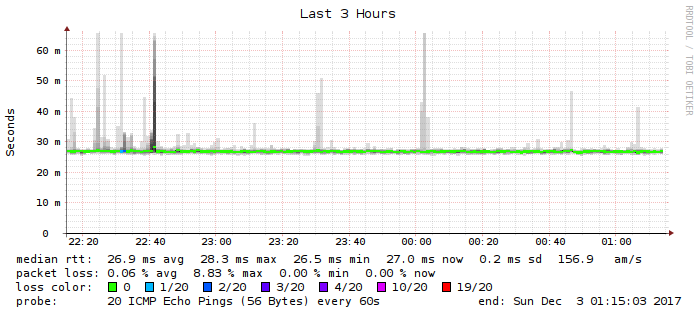 Last 3 Hours
RRDTOOL / TOBI OETIKER
Seconds
60 m
50 m
40 m
30 m
20 m
10 m
0
22:20 22:40 23:00 23:20 23:40 00:00 00:20 00:40 01:00
median rtt: 26.9 ms avg 28.3 ms max 26.5 ms min 27.0 ms now 0.2 ms sd 156.9 am/s
packet loss: 0.06 % avg 8.83 % max 0.00 % min 0.00 % now
loss color: 0 1/20 2/20 3/20 4/20 10/20 19/20
probe: 20 ICMP Echo Pings (56 Bytes) every 60s end: Sun Dec 3 01:15:03 2017